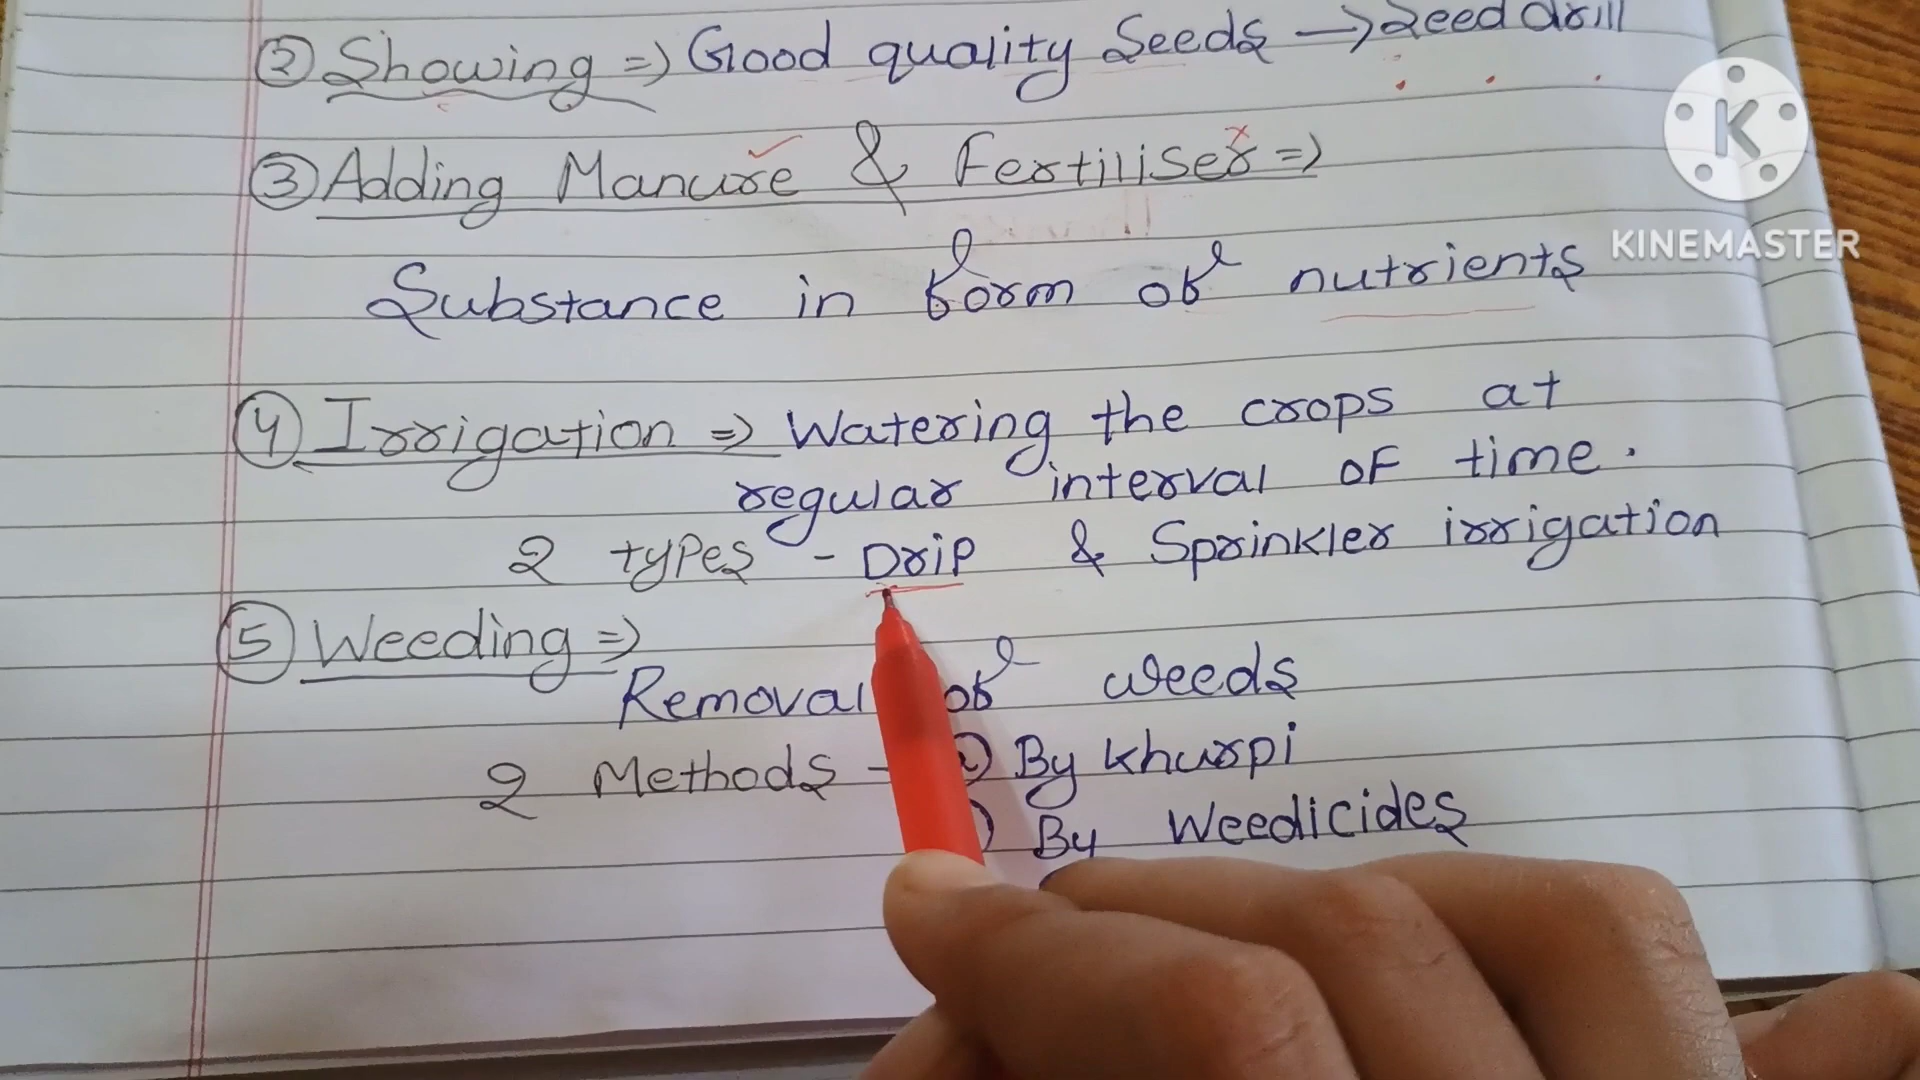 ② Showing => Good quality Seeds → Seed drill
③ Adding Manure & Fertiliser =>
Substance in form of nutrients
④ Irrigation => Watering the crops at
regular interval of time.
2 types - Drip & Sprinkler irrigation
⑤ Weeding =>
Removal of weeds
2 Methods - By Khurpi
By Weedicides
K
KINEMASTER